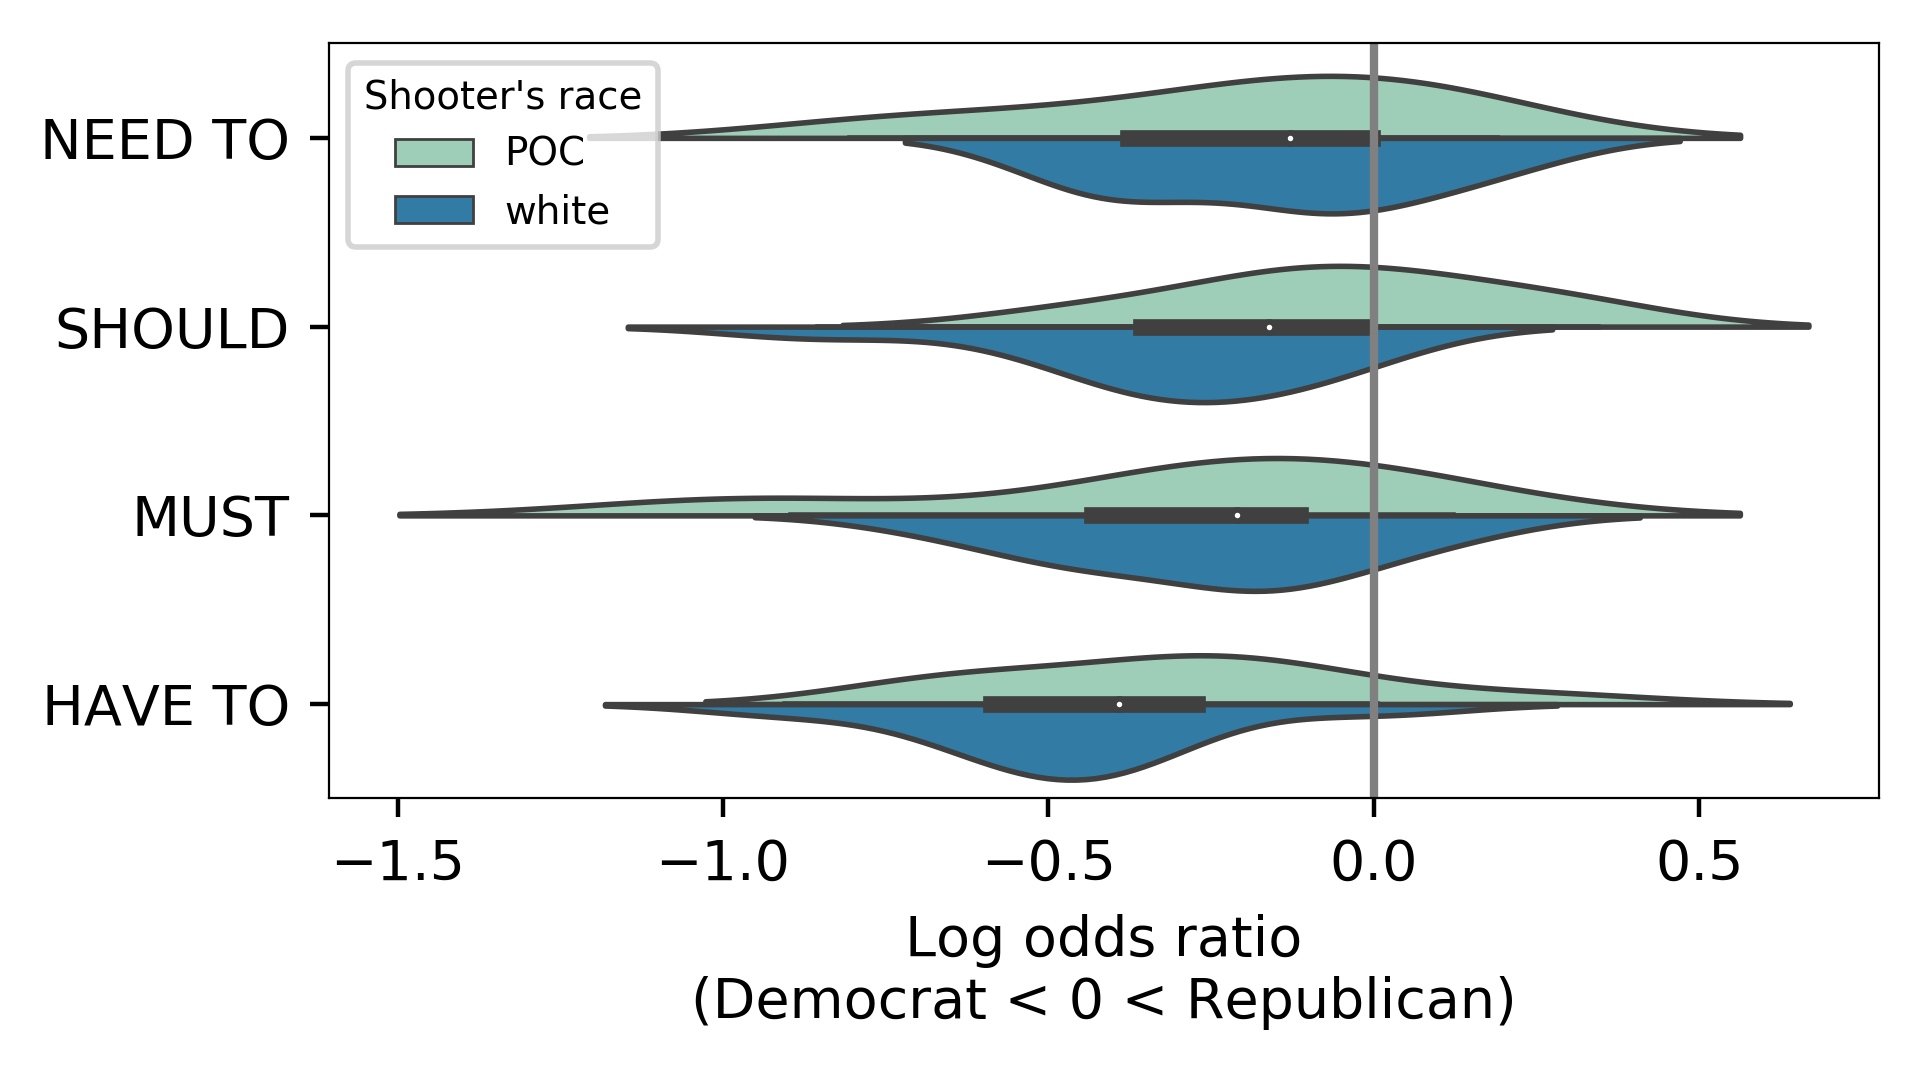 Shooter's race
POC
white
NEED TO
SHOULD
MUST
HAVE TO
−1.5 −1.0 −0.5 0.0 0.5
Log odds ratio
(Democrat < 0 < Republican)